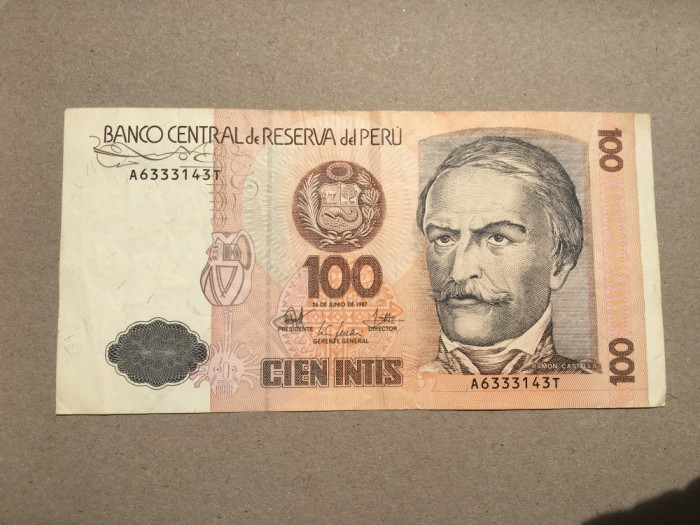 BANCO CENTRAL de RESERVA del PERÚ
A6333143T
100
26 DE JUNIO DE 1987
PRESIDENTE
DIRECTOR
GERENTE GENERAL
CIEN INTIS
RAMON CASTILLA
A6333143T
100
100